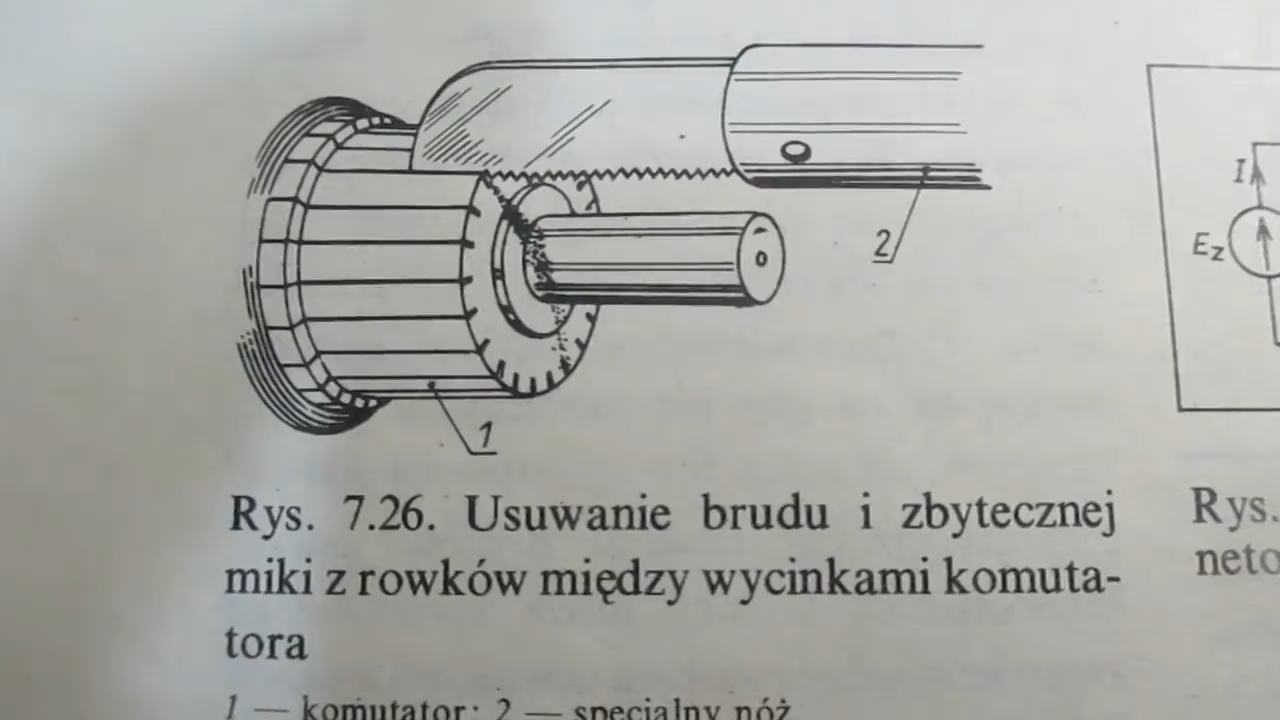 2
1
I
Ez
Rys. 7.26. Usuwanie brudu i zbytecznej
miki z rowków między wycinkami komuta-
tora
1 — komutator; 2 — specjalny nóż
Rys.
neto